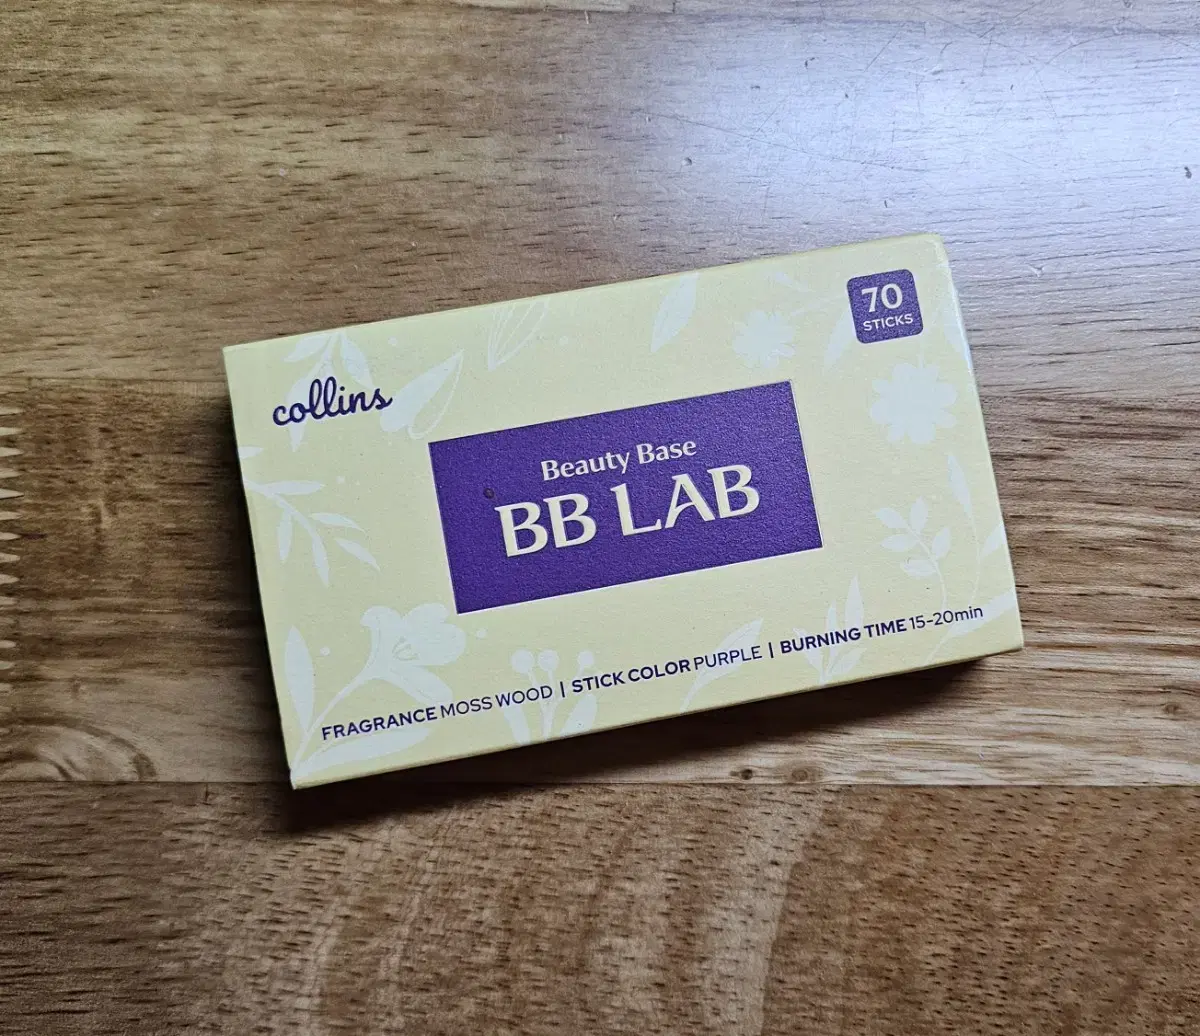 70
STICKS
collins
Beauty Base
BB LAB
FRAGRANCE MOSS WOOD | STICK COLOR PURPLE | BURNING TIME 15-20min